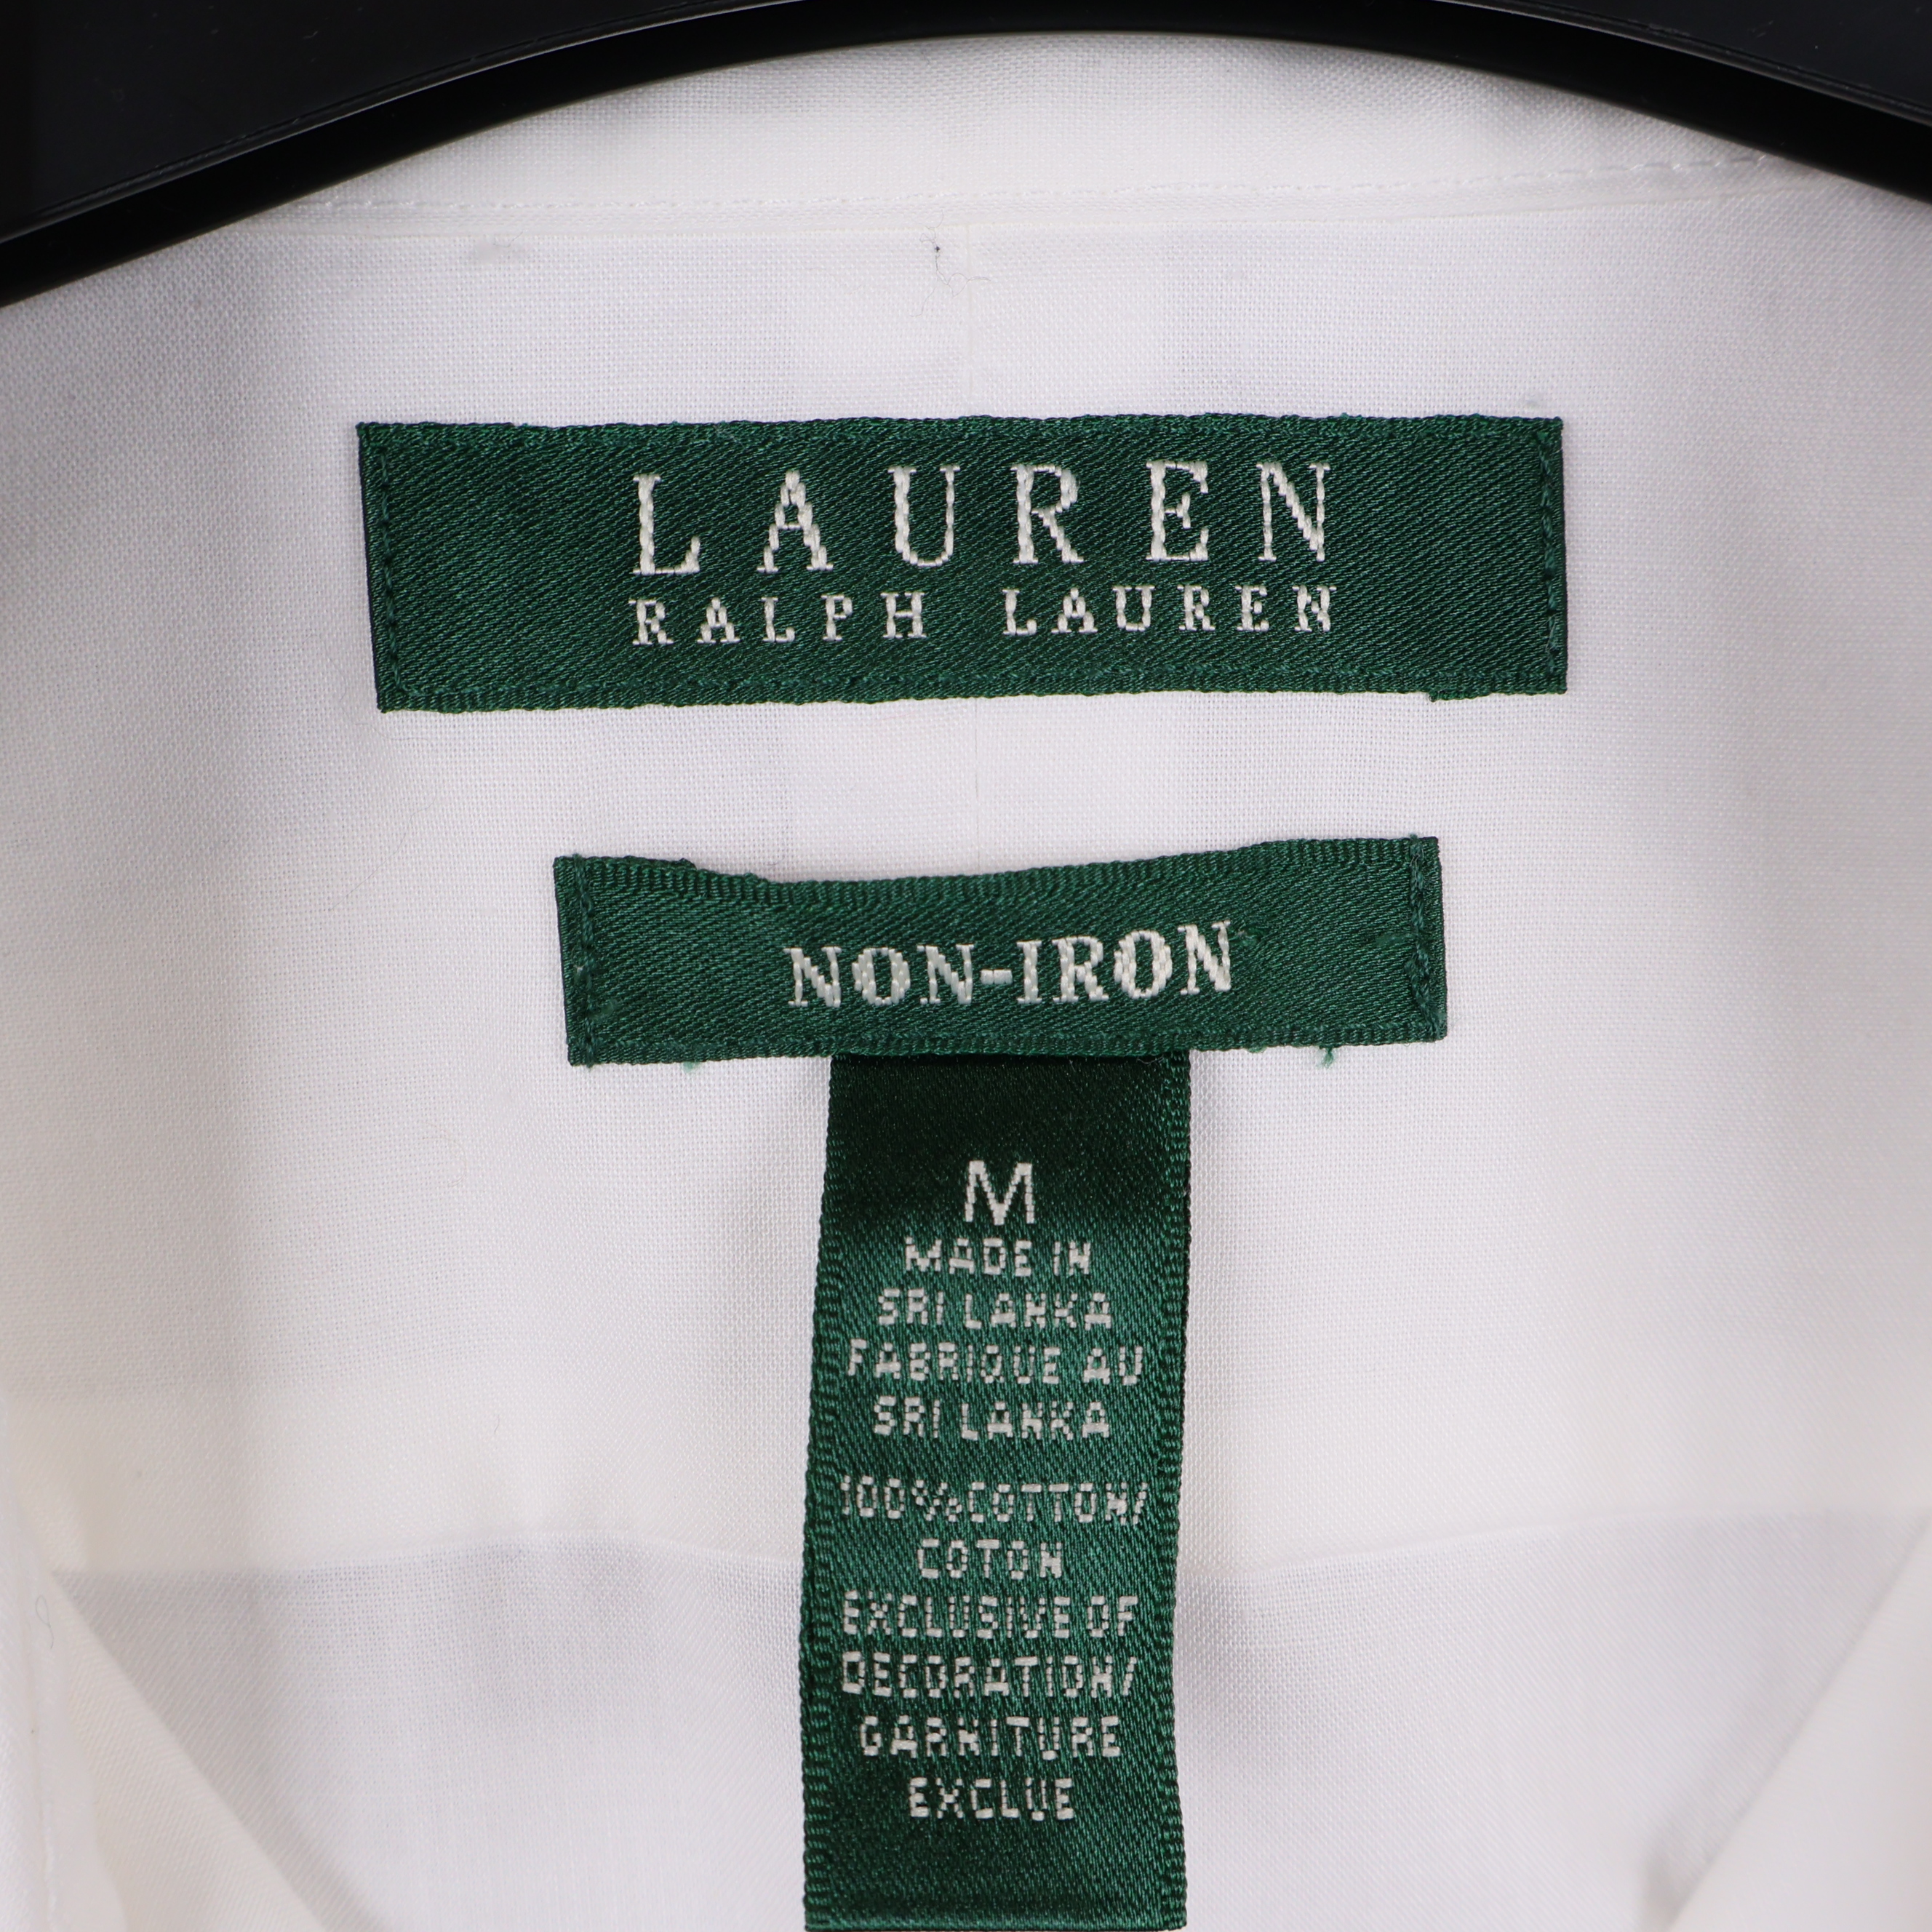 LAUREN
RALPH LAUREN
NON-IRON
M
MADE IN
SRI LANKA
FABRIQUE AU
SRI LANKA
100%COTTON/
COTON
EXCLUSIVE OF
DECORATION/
GARNITURE
EXCLUE